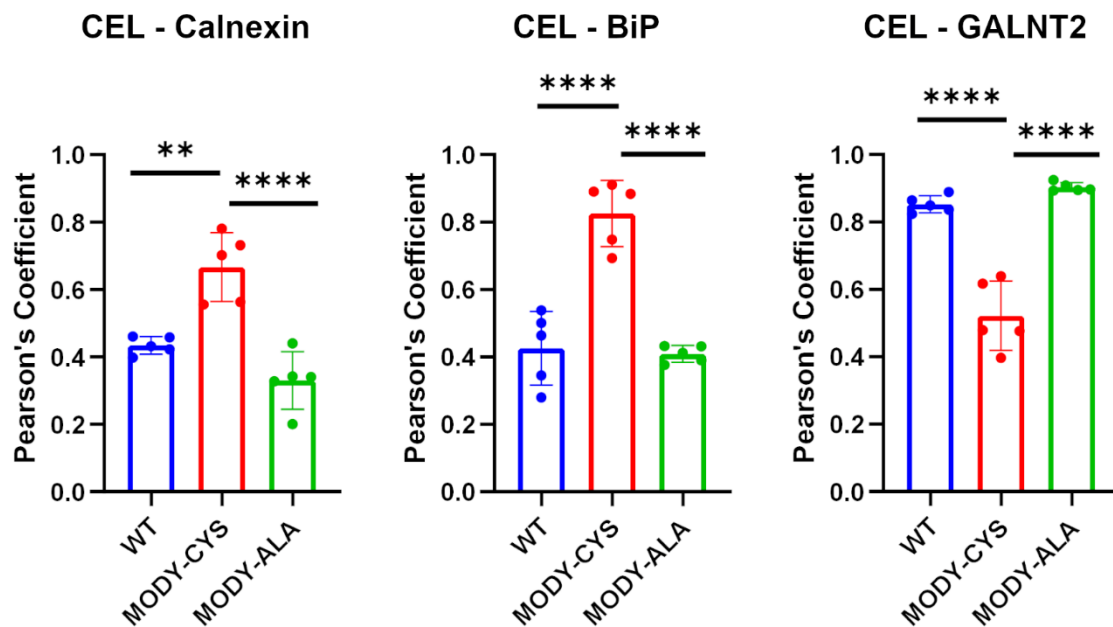 CEL - Calnexin
**
****
Pearson's Coefficient
1.0
0.8
0.6
0.4
0.2
0.0
WT
MODY-CYS
MODY-ALA
CEL - BiP
****
****
Pearson's Coefficient
1.0
0.8
0.6
0.4
0.2
0.0
WT
MODY-CYS
MODY-ALA
CEL - GALNT2
****
****
Pearson's Coefficient
1.0
0.8
0.6
0.4
0.2
0.0
WT
MODY-CYS
MODY-ALA